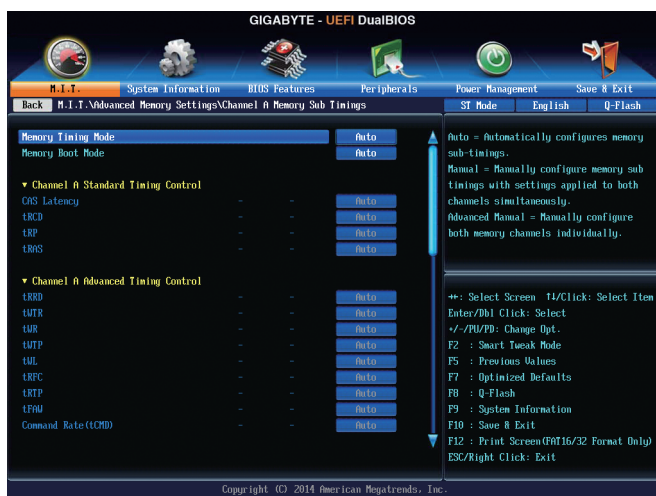 GIGABYTE - UEFI DualBIOS
M.I.T.
System Information
BIOS Features
Peripherals
Power Management
Save & Exit
Back
M.I.T.\Advanced Memory Settings\Channel A Memory Sub Timings
ST Mode
English
Q-Flash
Memory Timing Mode Auto
Memory Boot Mode Auto
▼ Channel A Standard Timing Control
CAS Latency - - Auto
tRCD - - Auto
tRP - - Auto
tRAS - - Auto
▼ Channel A Advanced Timing Control
tRRD - - Auto
tWTR - - Auto
tWR - - Auto
tWTP - - Auto
tWL - - Auto
tRFC - - Auto
tRTP - - Auto
tFAW - - Auto
Command Rate(tCMD) - - Auto
Auto = Automatically configures memory
sub-timings.
Manual = Manually configure memory sub
timings with settings applied to both
channels simultaneously.
Advanced Manual = Manually configure
both memory channels individually.
→←: Select Screen ↑↓/Click: Select Item
Enter/Dbl Click: Select
+/-/PU/PD: Change Opt.
F2 : Smart Tweak Mode
F5 : Previous Values
F7 : Optimized Defaults
F8 : Q-Flash
F9 : System Information
F10 : Save & Exit
F12 : Print Screen(FAT16/32 Format Only)
ESC/Right Click: Exit
Copyright (C) 2014 American Megatrends, Inc.